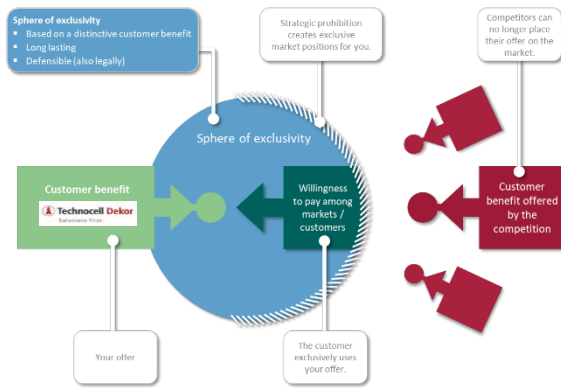 Sphere of exclusivity
▪ Based on a distinctive customer benefit
▪ Long lasting
▪ Defensible (also legally)
Strategic prohibition
creates exclusive
market positions for you.
Competitors can
no longer place
their offer on the
market.
Sphere of exclusivity
Customer benefit
Technocell Dekor
Solutions First.
Willingness
to pay among
markets /
customers
Customer
benefit offered
by the
competition
Your offer
The customer
exclusively uses
your offer.